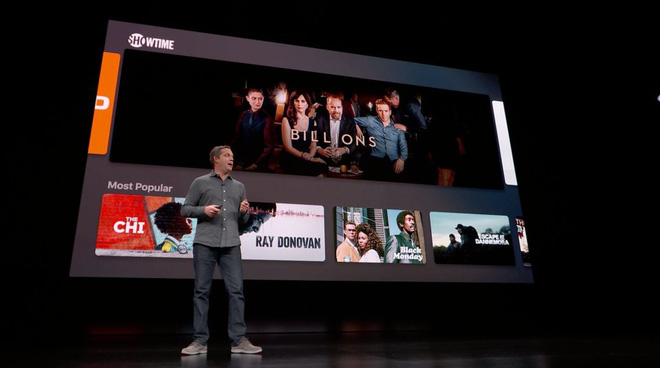 SHOWTIME
BILLIONS
Most Popular
THE
CHI
RAY DONOVAN
Black
Monday
ESCAPE AT
DANNEMORA